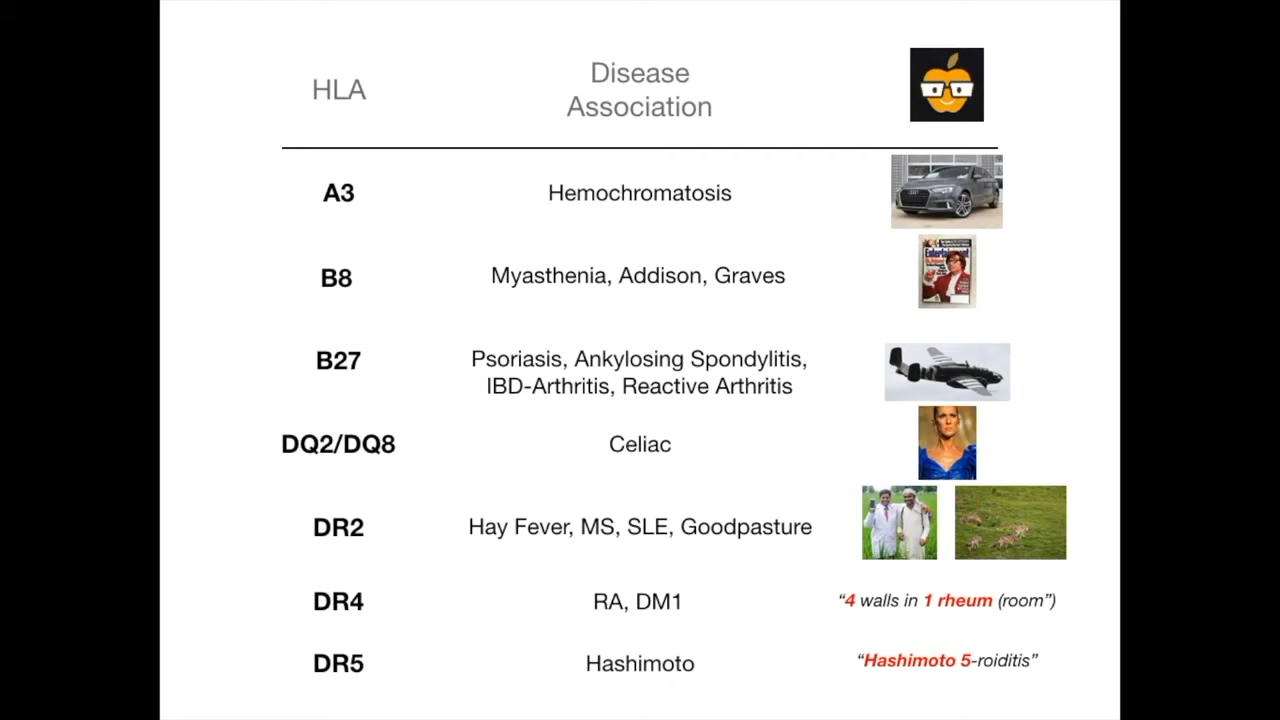 HLA
Disease
Association
A3
Hemochromatosis
B8
Myasthenia, Addison, Graves
Entertainment
B27
Psoriasis, Ankylosing Spondylitis,
IBD-Arthritis, Reactive Arthritis
DQ2/DQ8
Celiac
DR2
Hay Fever, MS, SLE, Goodpasture
DR4
RA, DM1
“4 walls in 1 rheum (room”)
DR5
Hashimoto
“Hashimoto 5-roiditis”